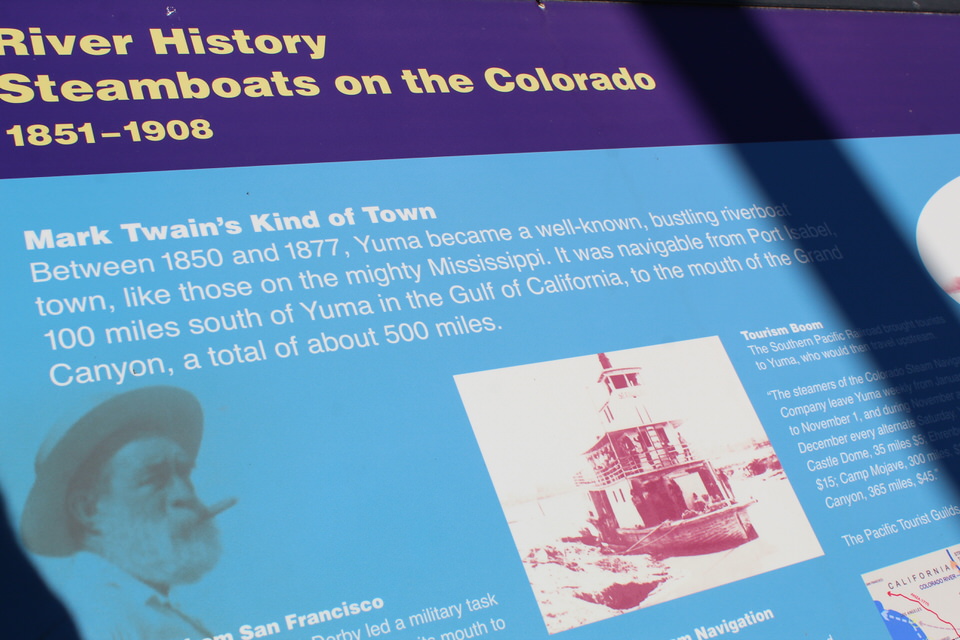 River History
Steamboats on the Colorado
1851–1908
Mark Twain's Kind of Town
Between 1850 and 1877, Yuma became a well-known, bustling riverboat
town, like those on the mighty Mississippi. It was navigable from Port Isabel,
100 miles south of Yuma in the Gulf of California, to the mouth of the Grand
Canyon, a total of about 500 miles.
Tourism Boom
The Southern Pacific Railroad brought tourists
to Yuma, who would then travel upstream.
"The steamers of the Colorado Steam
Company leave Yuma weekly from
to November 1, and during November
December every alternate Saturday
Castle Dome, 35 miles $5;
$15; Camp Mojave, 300 miles
Canyon, 365 miles, $45."
The Pacific Tourist Guild
San Francisco
Derby led a military task
its mouth to
Navigation
CALIFORNIA
COLORADO RIVER